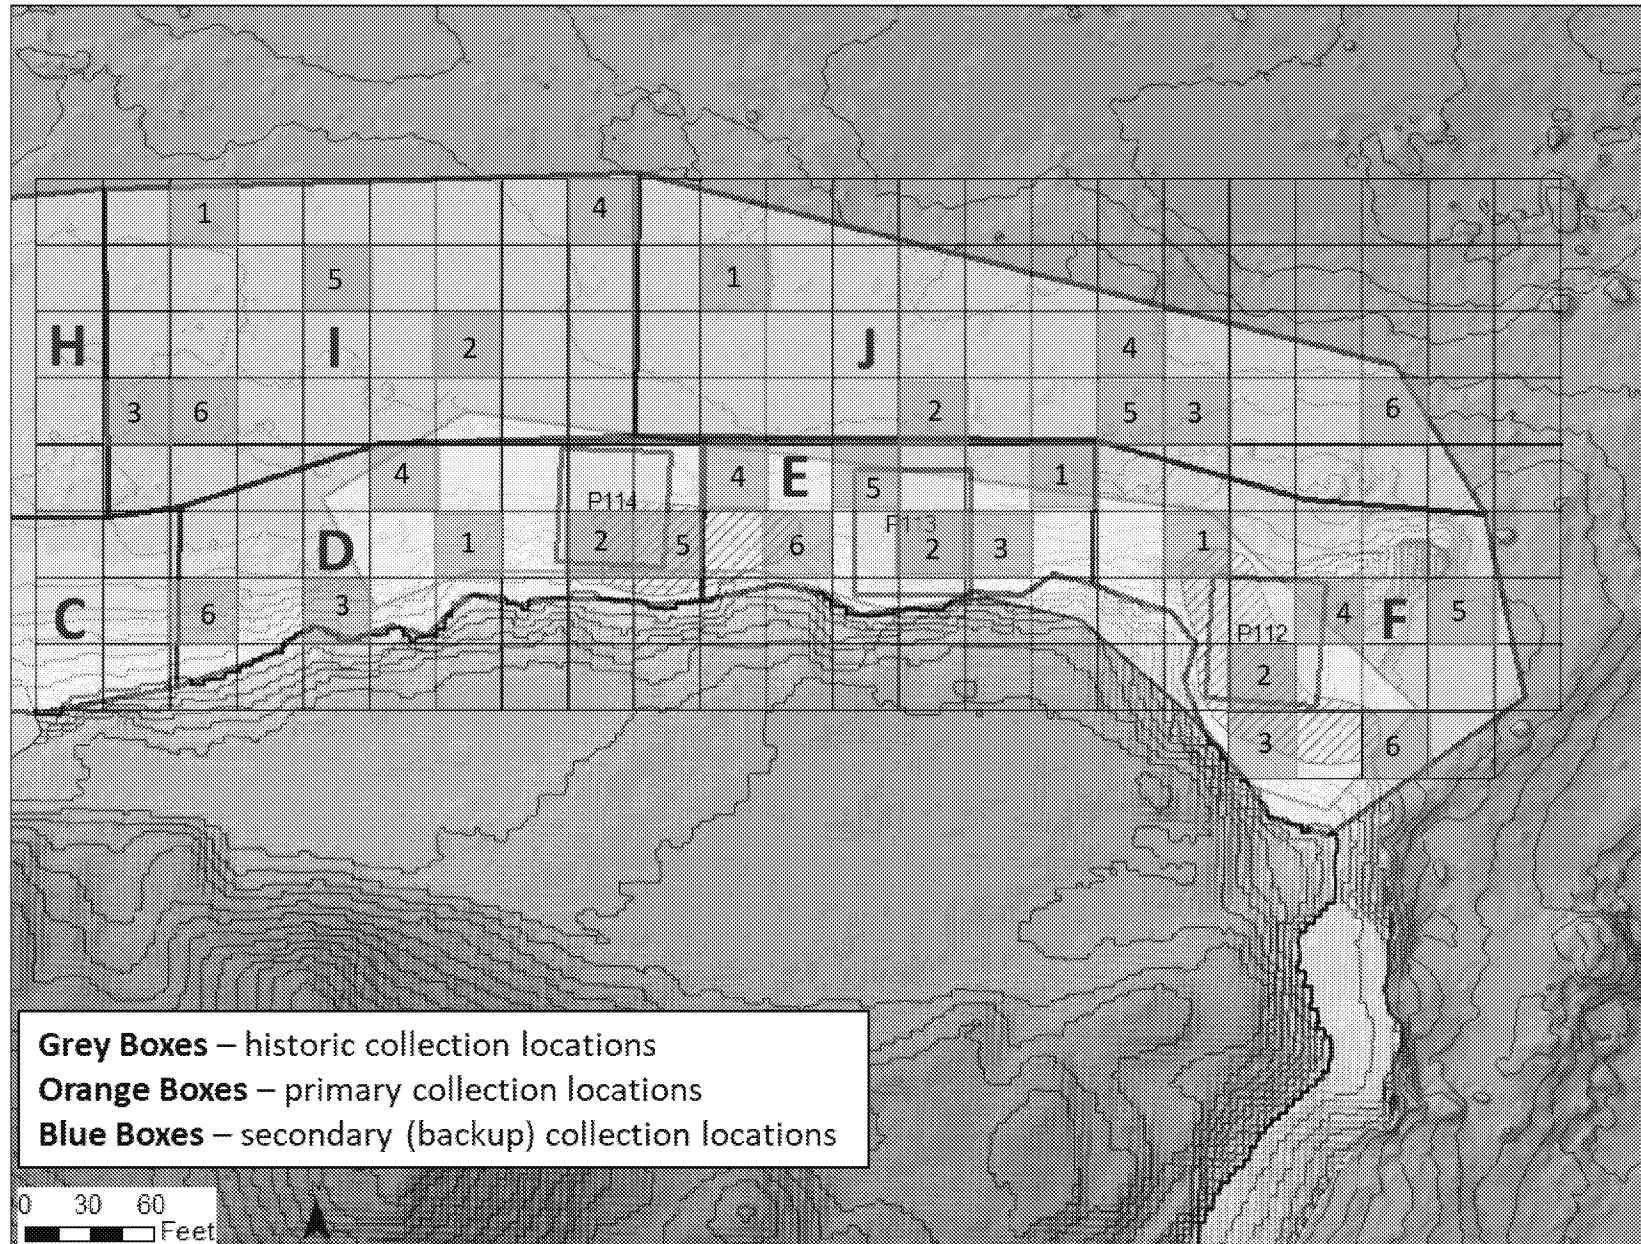 1
4
5
1
H
I
2
J
4
3
6
2
5
3
6
4
4
E
5
1
P114
P113
D
1
2
5
6
2
3
1
C
6
3
4
F
5
P112
2
3
6
Grey Boxes – historic collection locations
Orange Boxes – primary collection locations
Blue Boxes – secondary (backup) collection locations
0 30 60
Feet